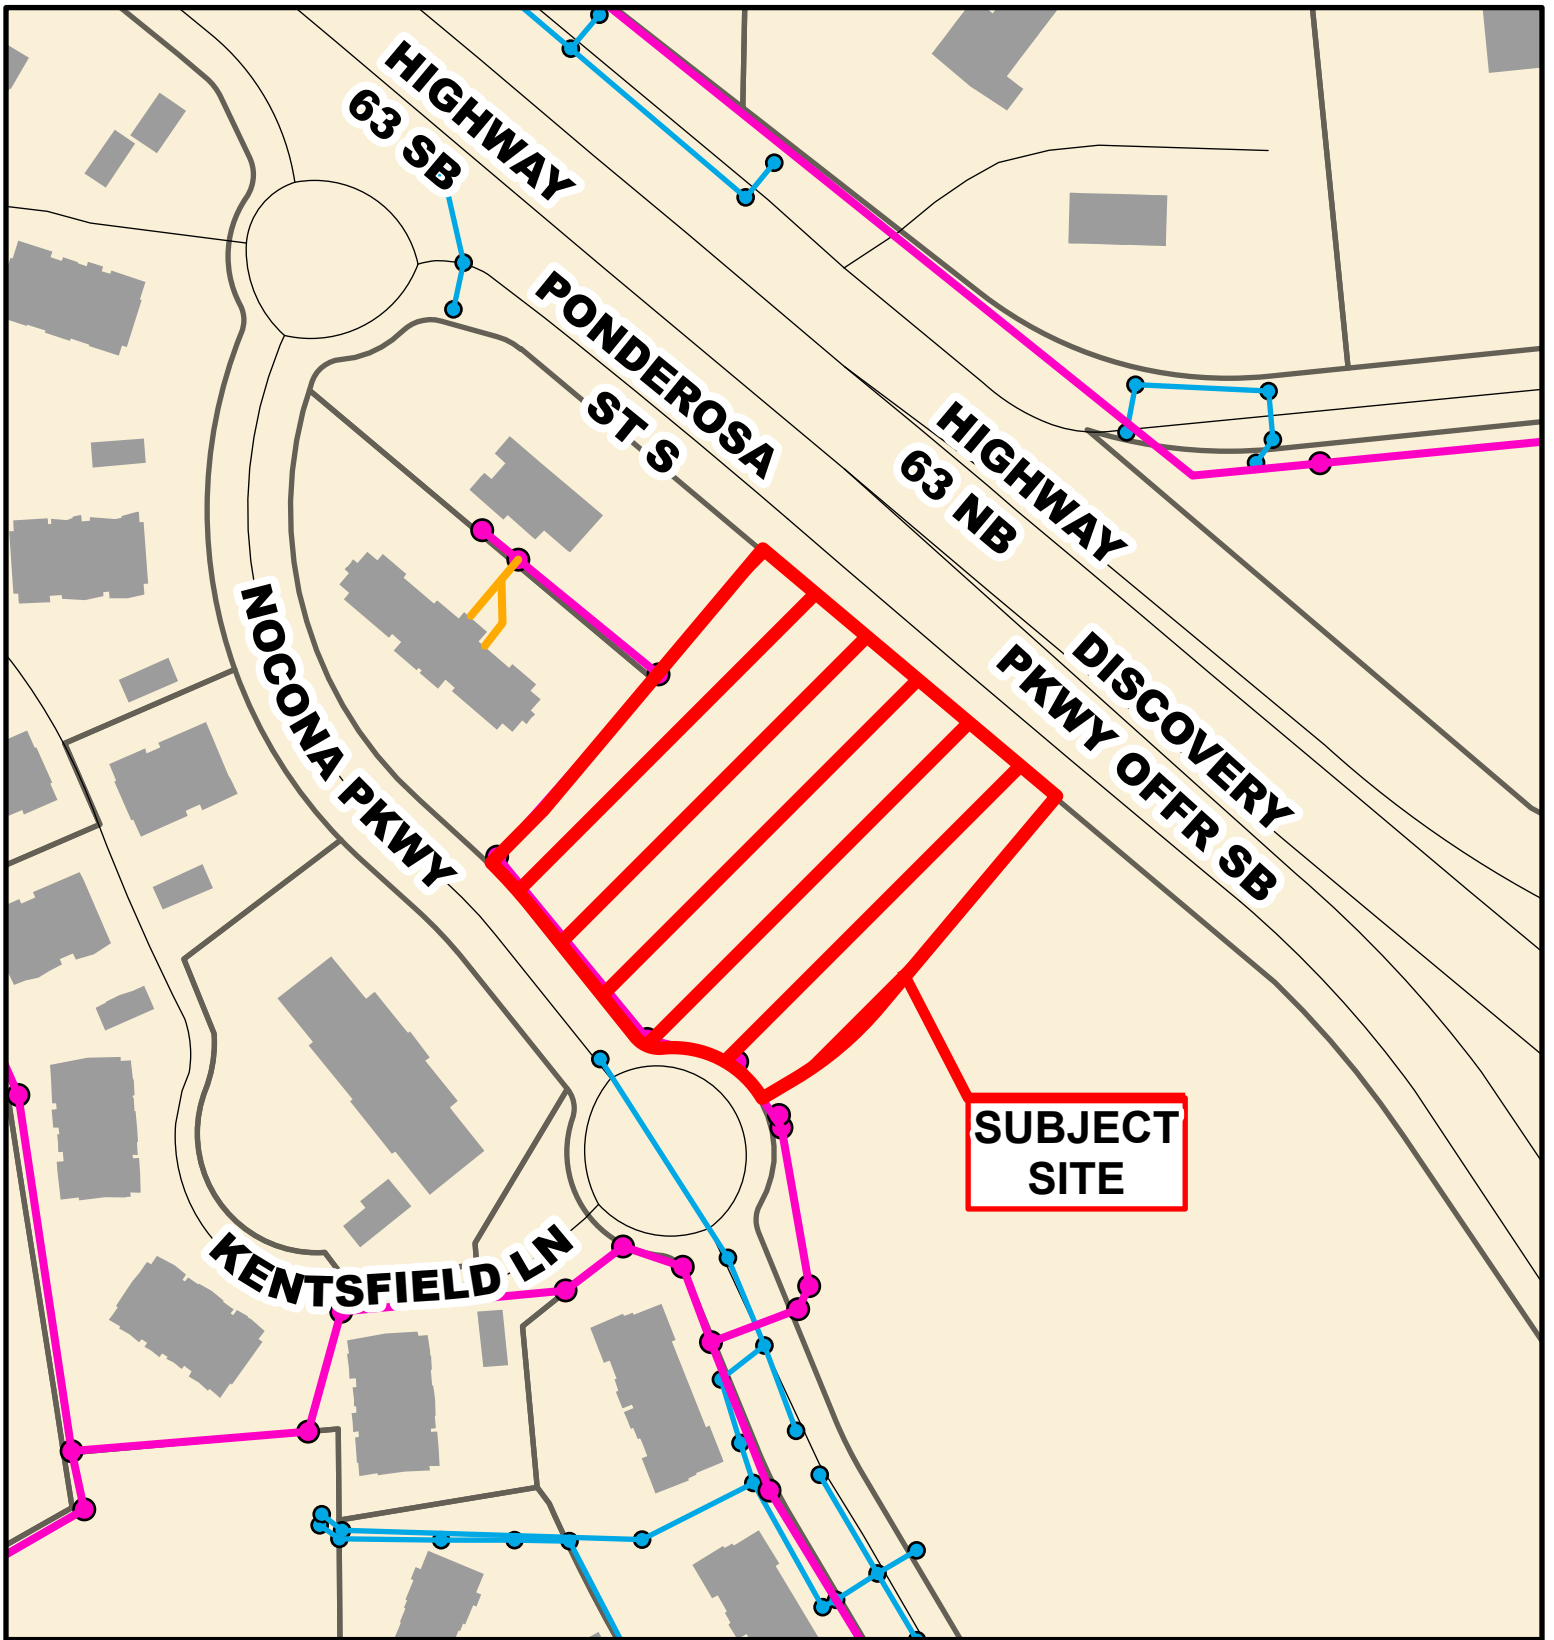 HIGHWAY
63 SB
PONDEROSA
ST S
HIGHWAY
63 NB
DISCOVERY
PKWY OFFR SB
NOCONA PKWY
SUBJECT
SITE
KENTSFIELD LN